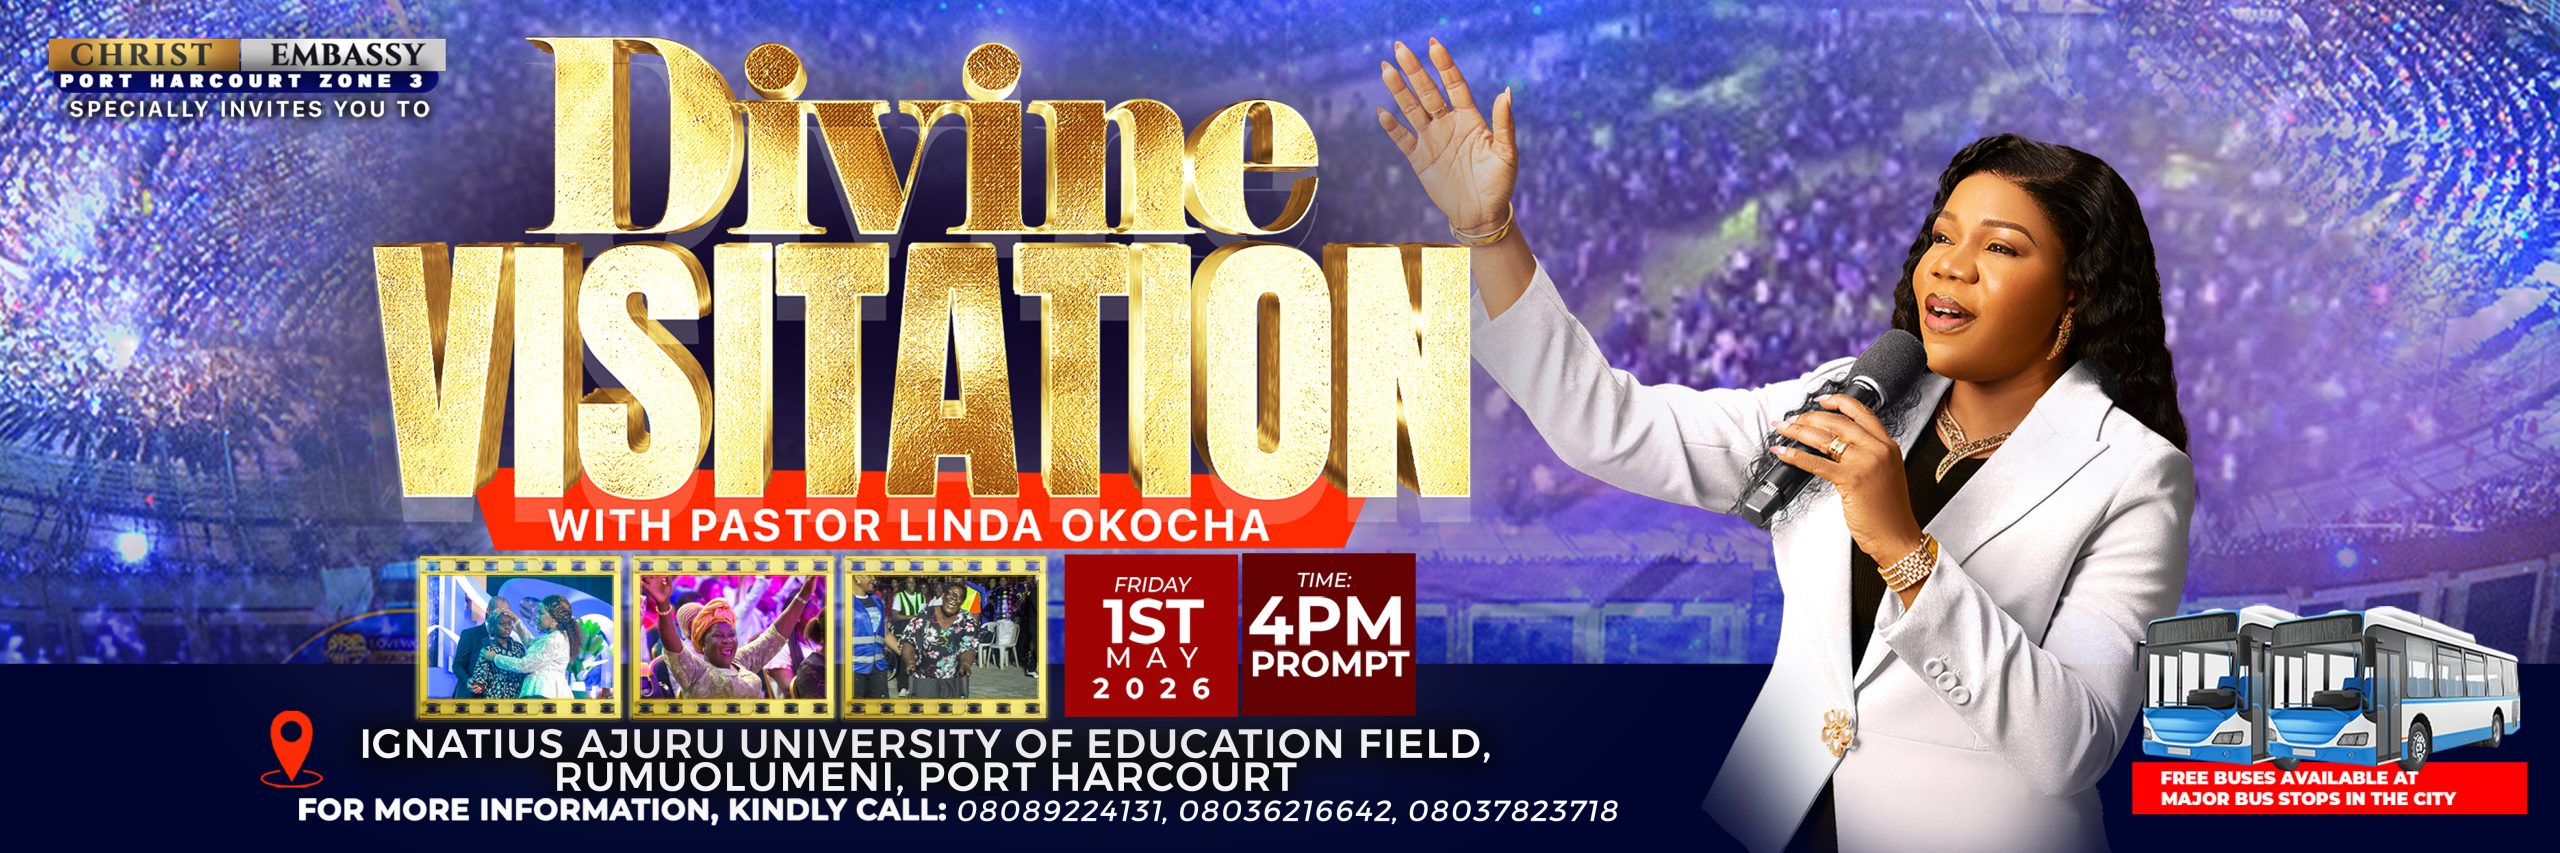 CHRIST EMBASSY
PORT HARCOURT ZONE 3
SPECIALLY INVITES YOU TO
Divine
VISITATION
WITH PASTOR LINDA OKOCHA
FRIDAY
1ST
MAY
2026
TIME:
4PM
PROMPT
IGNATIUS AJURU UNIVERSITY OF EDUCATION FIELD,
RUMUOLUMENI, PORT HARCOURT
FOR MORE INFORMATION, KINDLY CALL: 08089224131, 08036216642, 08037823718
FREE BUSES AVAILABLE AT
MAJOR BUS STOPS IN THE CITY